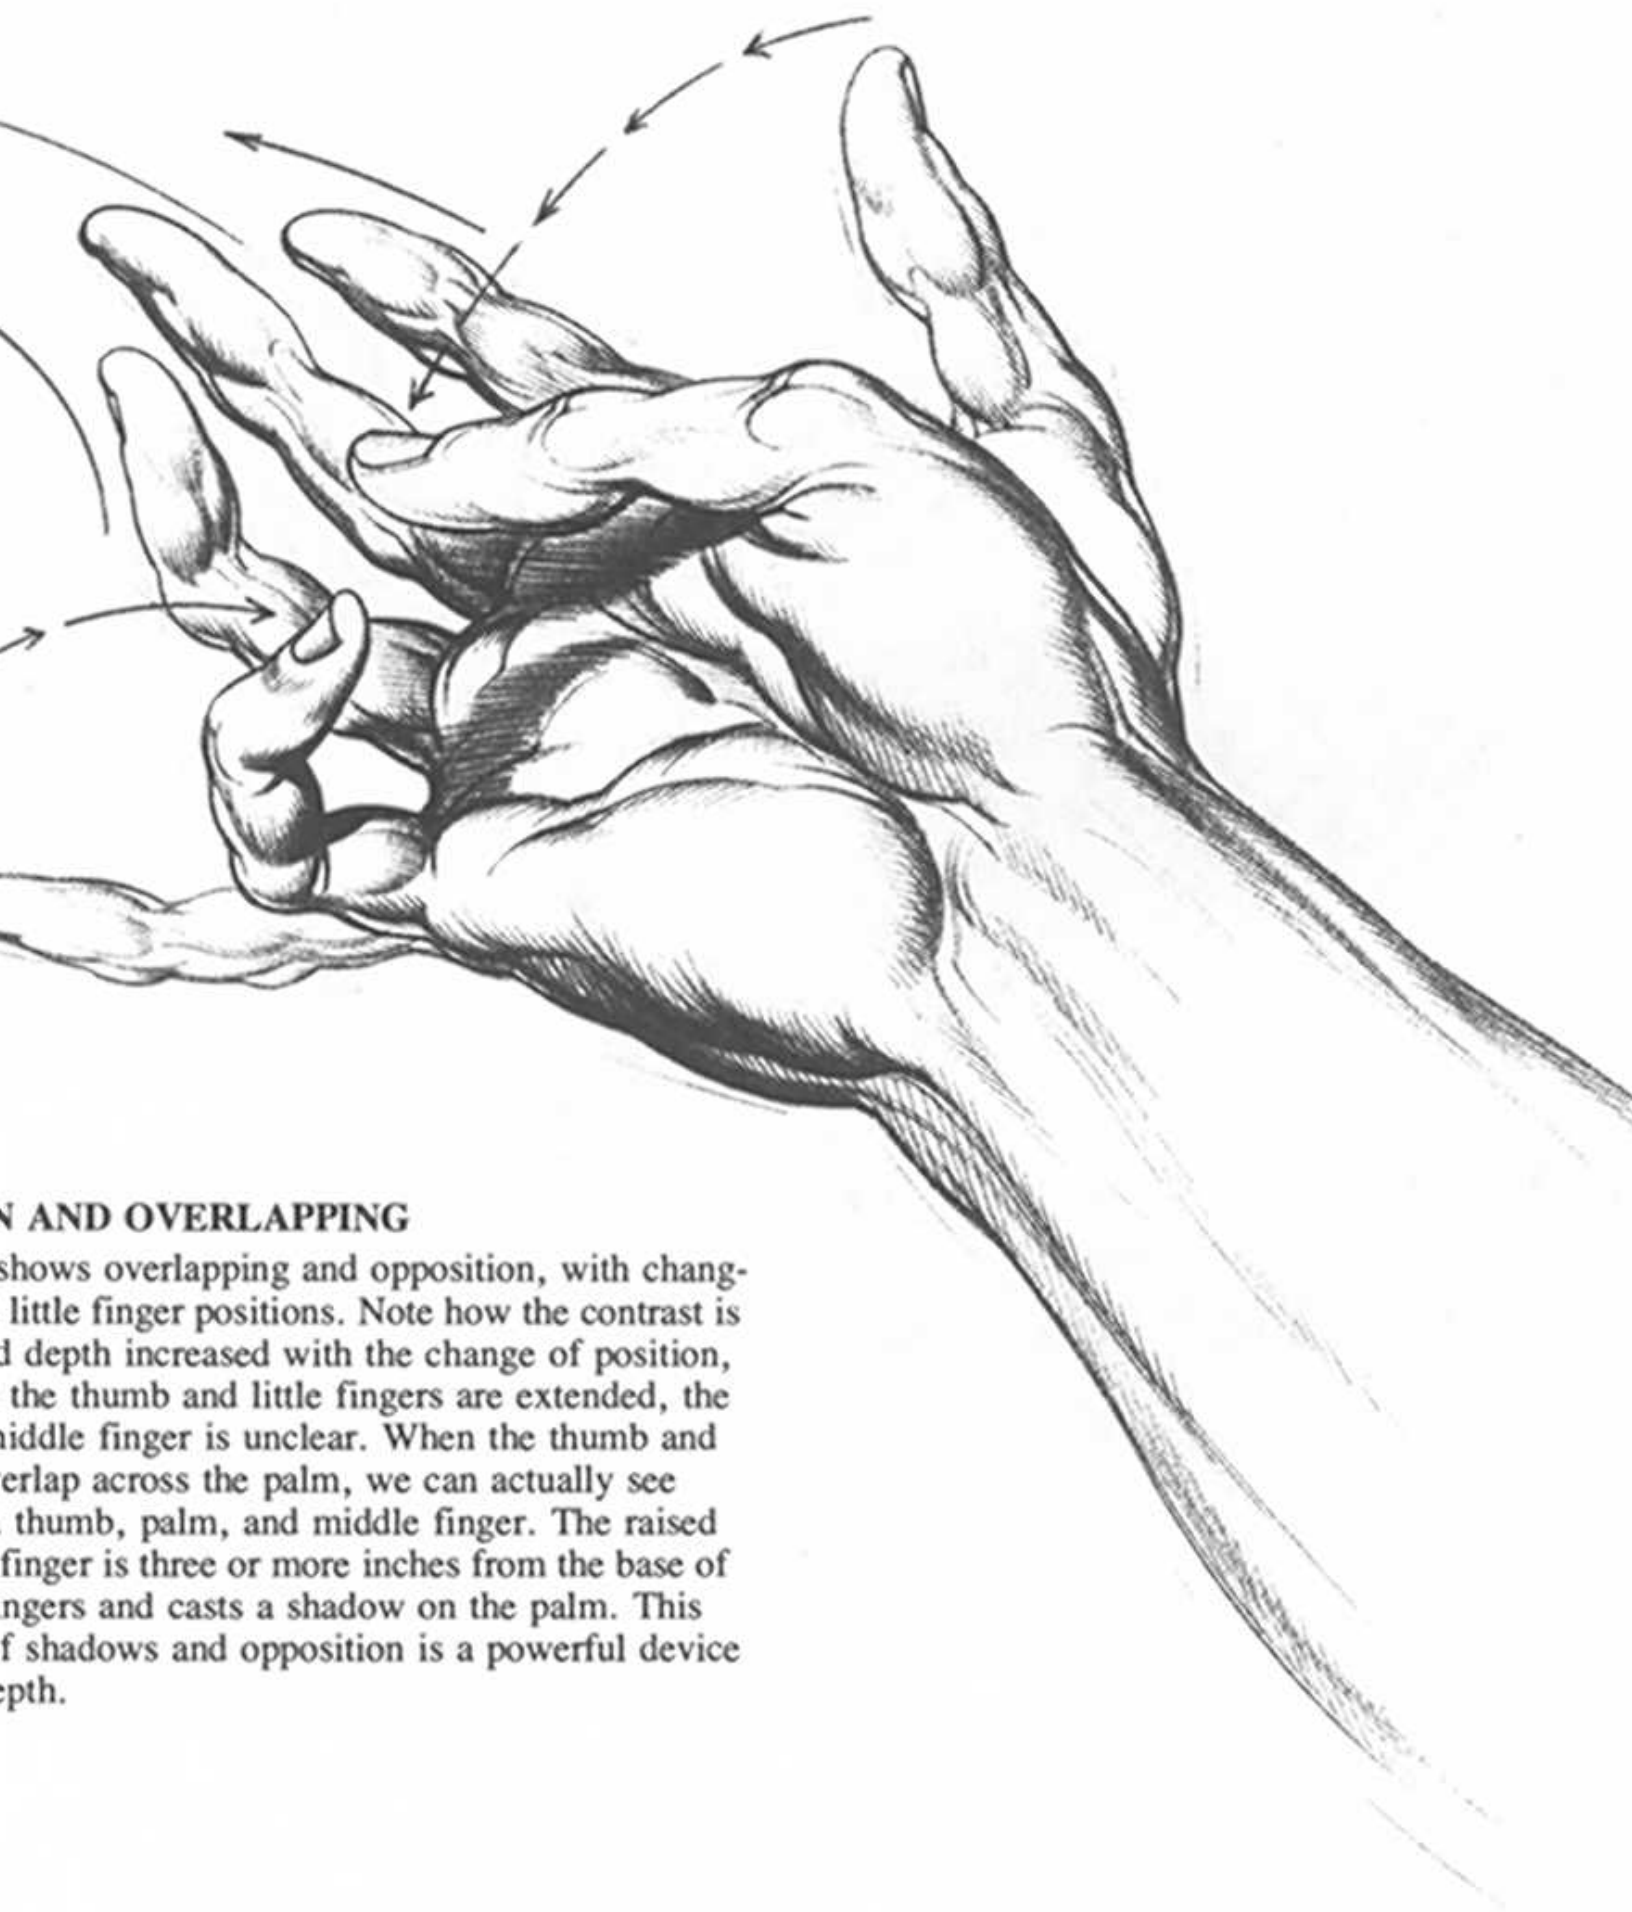 N AND OVERLAPPING
shows overlapping and opposition, with chang-
little finger positions. Note how the contrast is
d depth increased with the change of position,
the thumb and little fingers are extended, the
iddle finger is unclear. When the thumb and
erlap across the palm, we can actually see
thumb, palm, and middle finger. The raised
finger is three or more inches from the base of
ngers and casts a shadow on the palm. This
f shadows and opposition is a powerful device
epth.